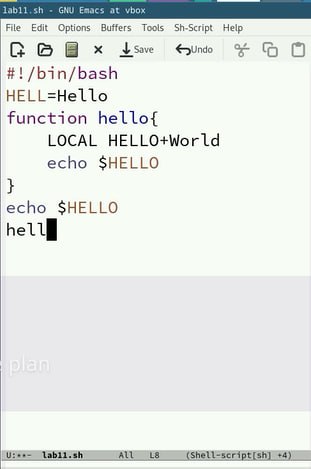 lab11.sh - GNU Emacs at vbox
File Edit Options Buffers Tools Sh-Script Help
Save Undo
#!/bin/bash
HELL=Hello
function hello{
    LOCAL HELLO+World
    echo $HELLO
}
echo $HELLO
hell
plan
U:**- lab11.sh All L8 (Shell-script[sh] +4)